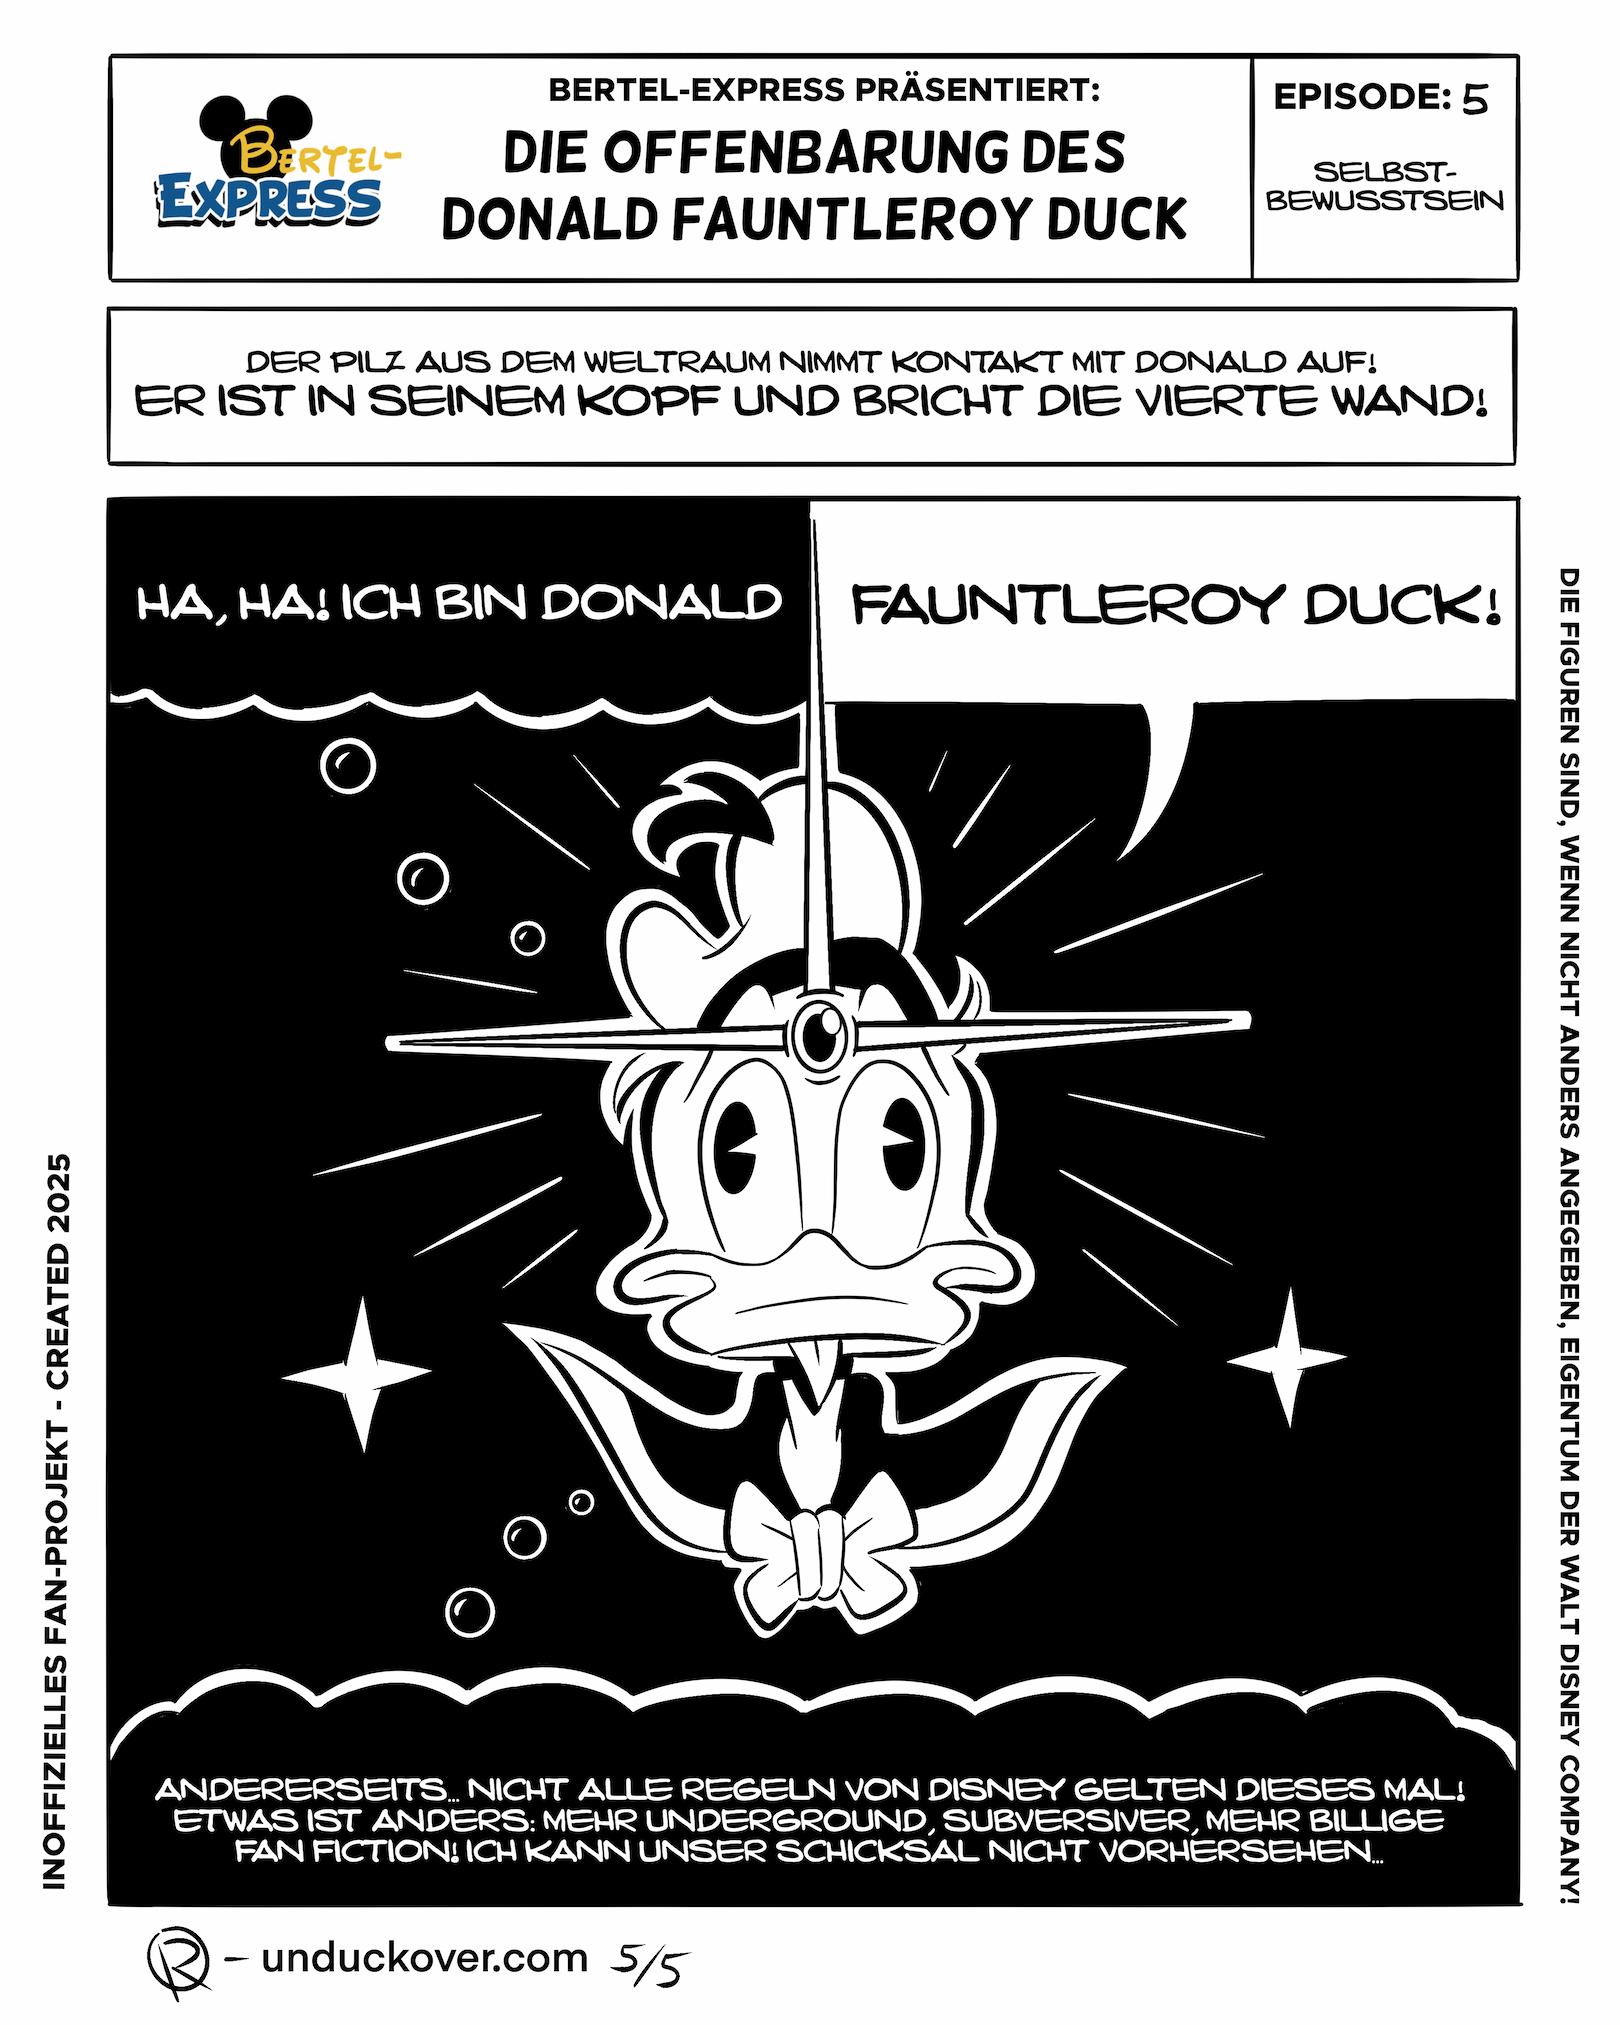 BERTEL-
EXPRESS
BERTEL-EXPRESS PRÄSENTIERT:
DIE OFFENBARUNG DES
DONALD FAUNTLEROY DUCK
EPISODE: 5
SELBST-
BEWUSSTSEIN
DER PILZ AUS DEM WELTRAUM NIMMT KONTAKT MIT DONALD AUF!
ER IST IN SEINEM KOPF UND BRICHT DIE VIERTE WAND!
HA, HA! ICH BIN DONALD
FAUNTLEROY DUCK!
ANDERERSEITS... NICHT ALLE REGELN VON DISNEY GELTEN DIESES MAL!
ETWAS IST ANDERS: MEHR UNDERGROUND, SUBVERSIVER, MEHR BILLIGE
FAN FICTION! ICH KANN UNSER SCHICKSAL NICHT VORHERSEHEN...
INOFFIZIELLES FAN-PROJEKT - CREATED 2025
DIE FIGUREN SIND, WENN NICHT ANDERS ANGEGEBEN, EIGENTUM DER WALT DISNEY COMPANY!
R - unduckover.com 5/5